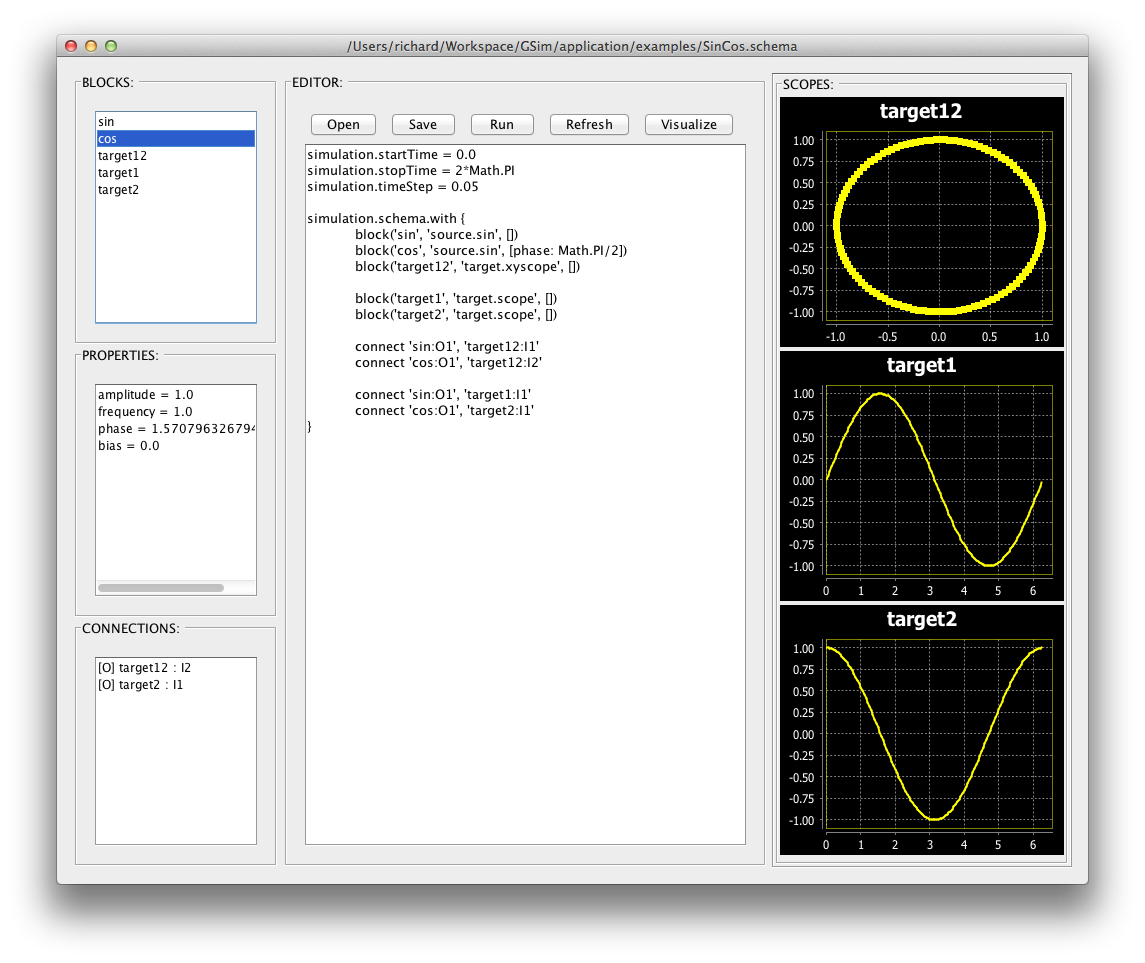 /Users/richard/Workspace/GSim/application/examples/SinCos.schema
BLOCKS:
sin
cos
target12
target1
target2
PROPERTIES:
amplitude = 1.0
frequency = 1.0
phase = 1.570796326794
bias = 0.0
CONNECTIONS:
[O] target12 : I2
[O] target2 : I1
EDITOR:
Open Save Run Refresh Visualize
simulation.startTime = 0.0
simulation.stopTime = 2*Math.PI
simulation.timeStep = 0.05
simulation.schema.with {
block('sin', 'source.sin', [])
block('cos', 'source.sin', [phase: Math.PI/2])
block('target12', 'target.xyscope', [])
block('target1', 'target.scope', [])
block('target2', 'target.scope', [])
connect 'sin:O1', 'target12:I1'
connect 'cos:O1', 'target12:I2'
connect 'sin:O1', 'target1:I1'
connect 'cos:O1', 'target2:I1'
}
SCOPES:
target12
1.00
0.75
0.50
0.25
0.00
-0.25
-0.50
-0.75
-1.00
-1.0 -0.5 0.0 0.5 1.0
target1
1.00
0.75
0.50
0.25
0.00
-0.25
-0.50
-0.75
-1.00
0 1 2 3 4 5 6
target2
1.00
0.75
0.50
0.25
0.00
-0.25
-0.50
-0.75
-1.00
0 1 2 3 4 5 6